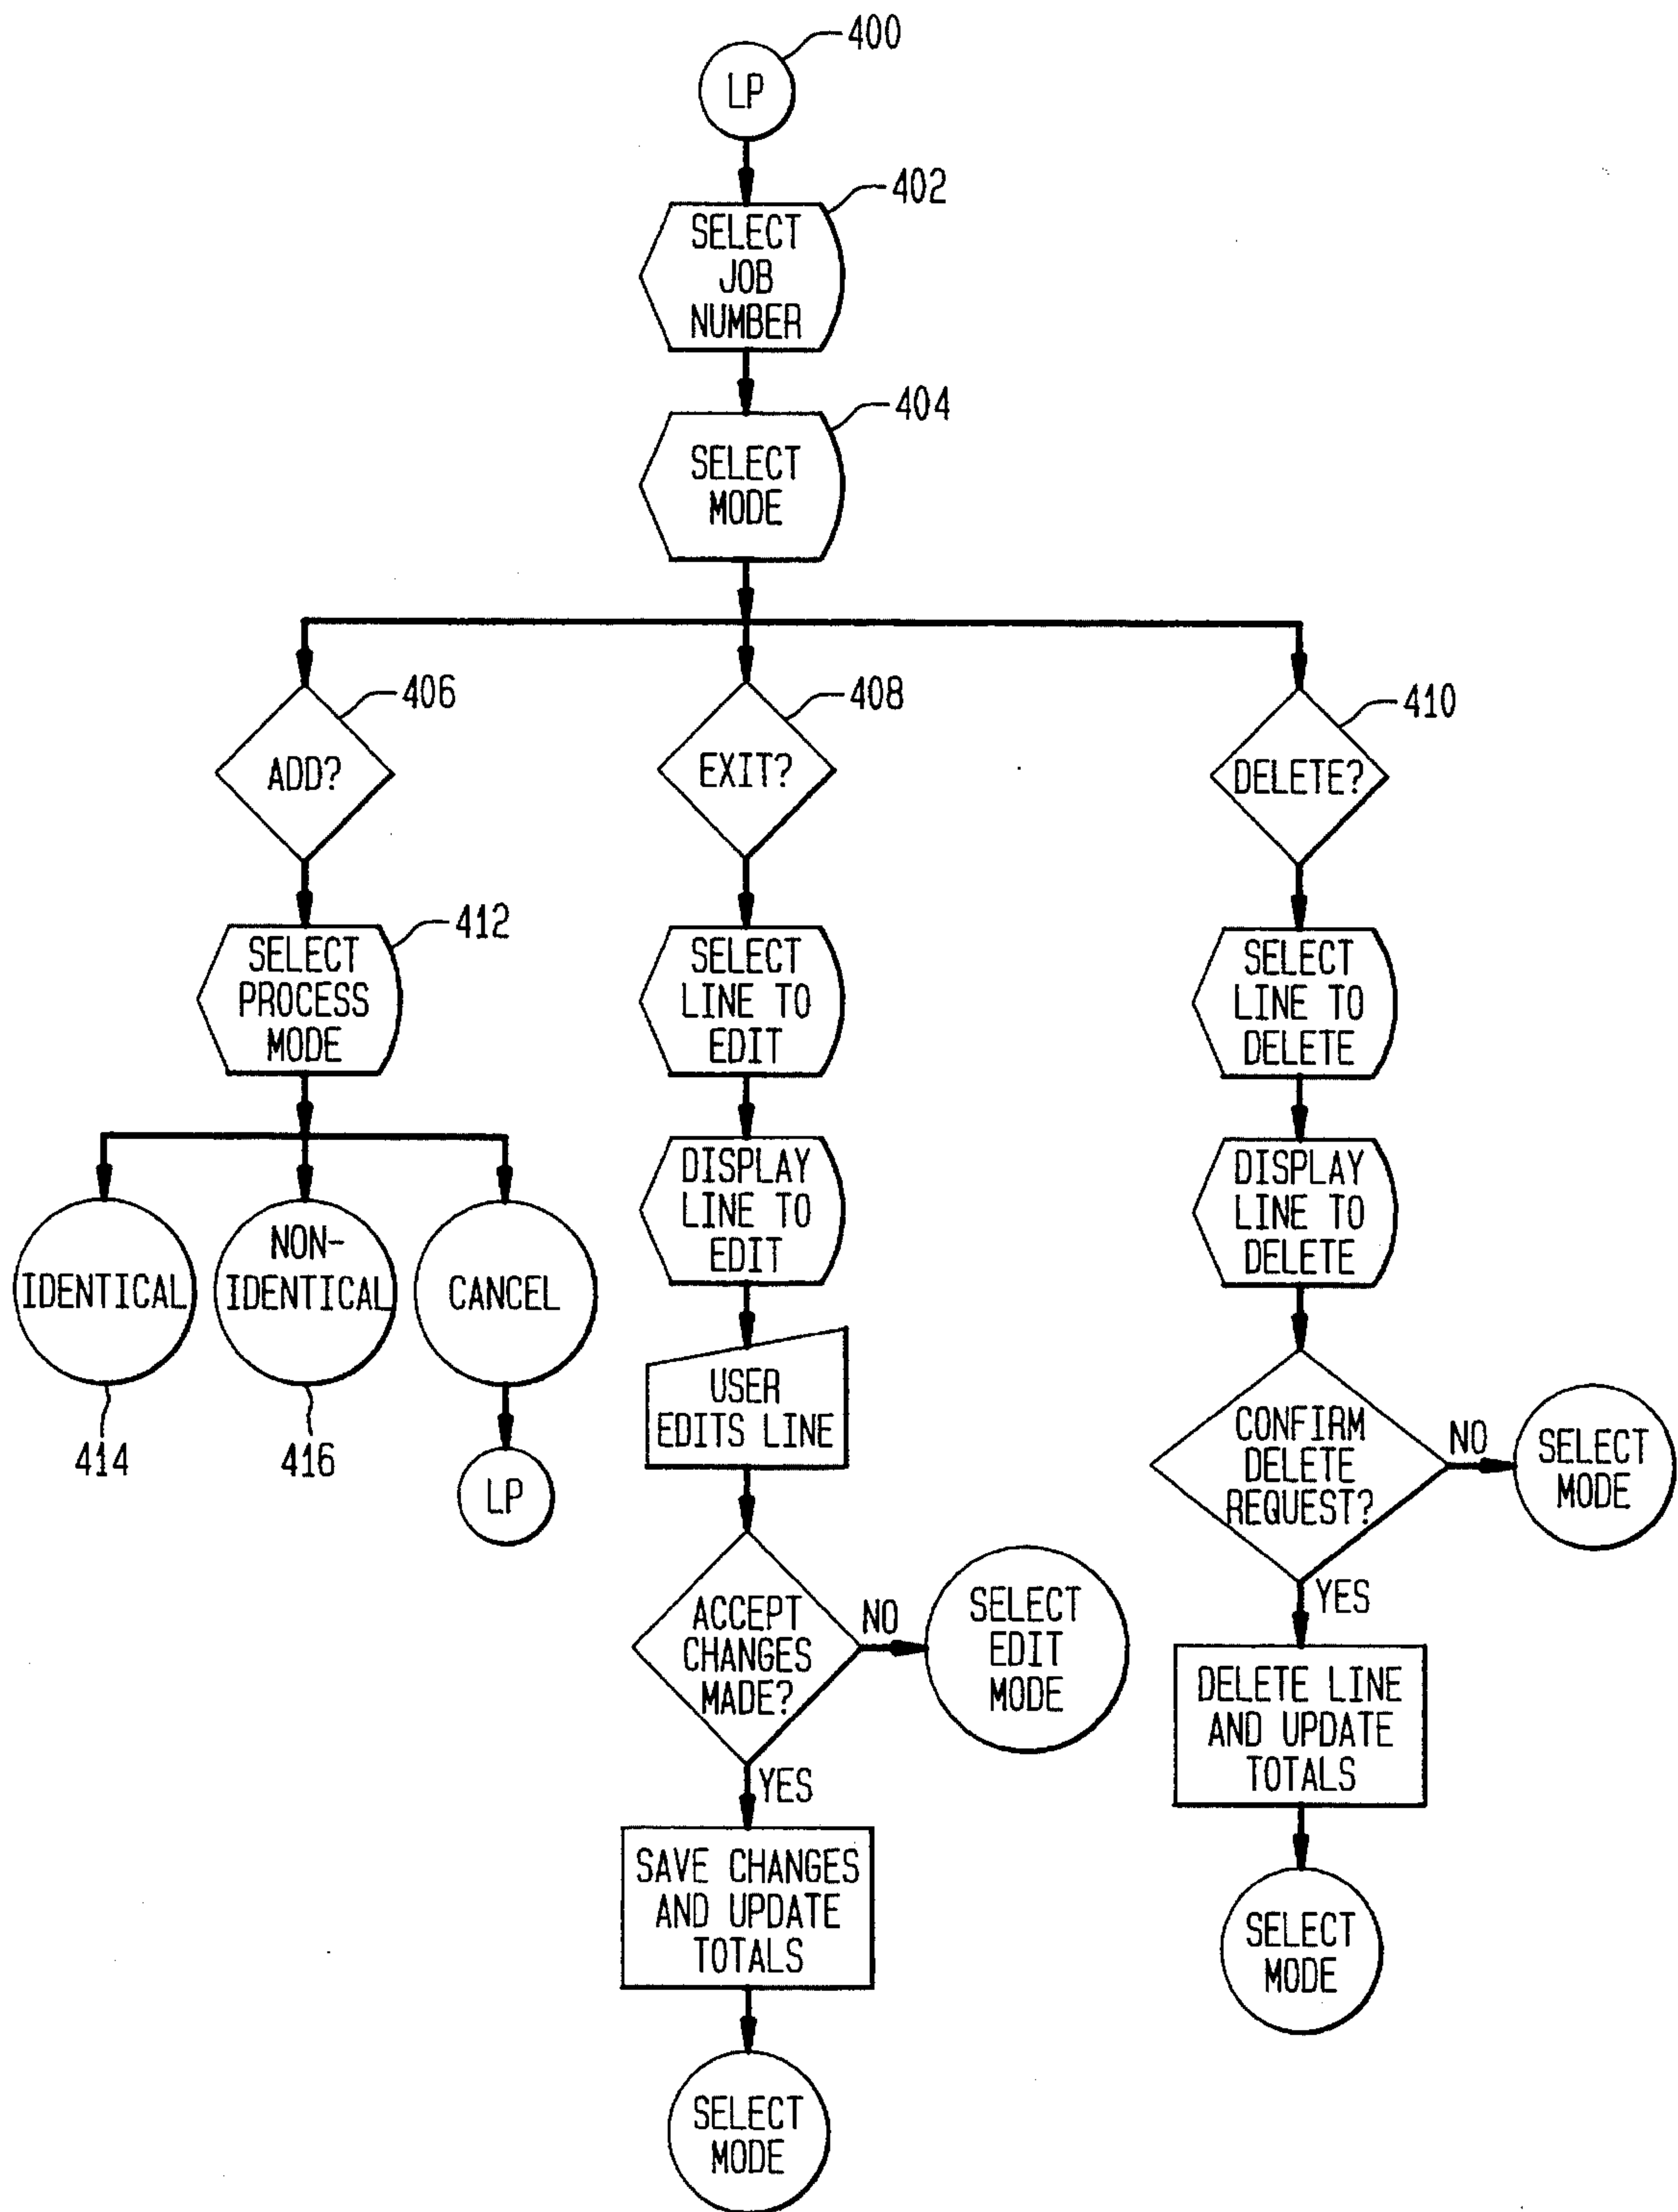 400
LP
402
SELECT
JOB
NUMBER
404
SELECT
MODE
406
ADD?
408
EXIT?
410
DELETE?
412
SELECT
PROCESS
MODE
SELECT
LINE TO
EDIT
SELECT
LINE TO
DELETE
IDENTICAL
414
NON-
IDENTICAL
416
CANCEL
LP
DISPLAY
LINE TO
EDIT
DISPLAY
LINE TO
DELETE
USER
EDITS LINE
CONFIRM
DELETE
REQUEST?
NO
SELECT
MODE
YES
ACCEPT
CHANGES
MADE?
NO
SELECT
EDIT
MODE
YES
DELETE LINE
AND UPDATE
TOTALS
SAVE CHANGES
AND UPDATE
TOTALS
SELECT
MODE
SELECT
MODE